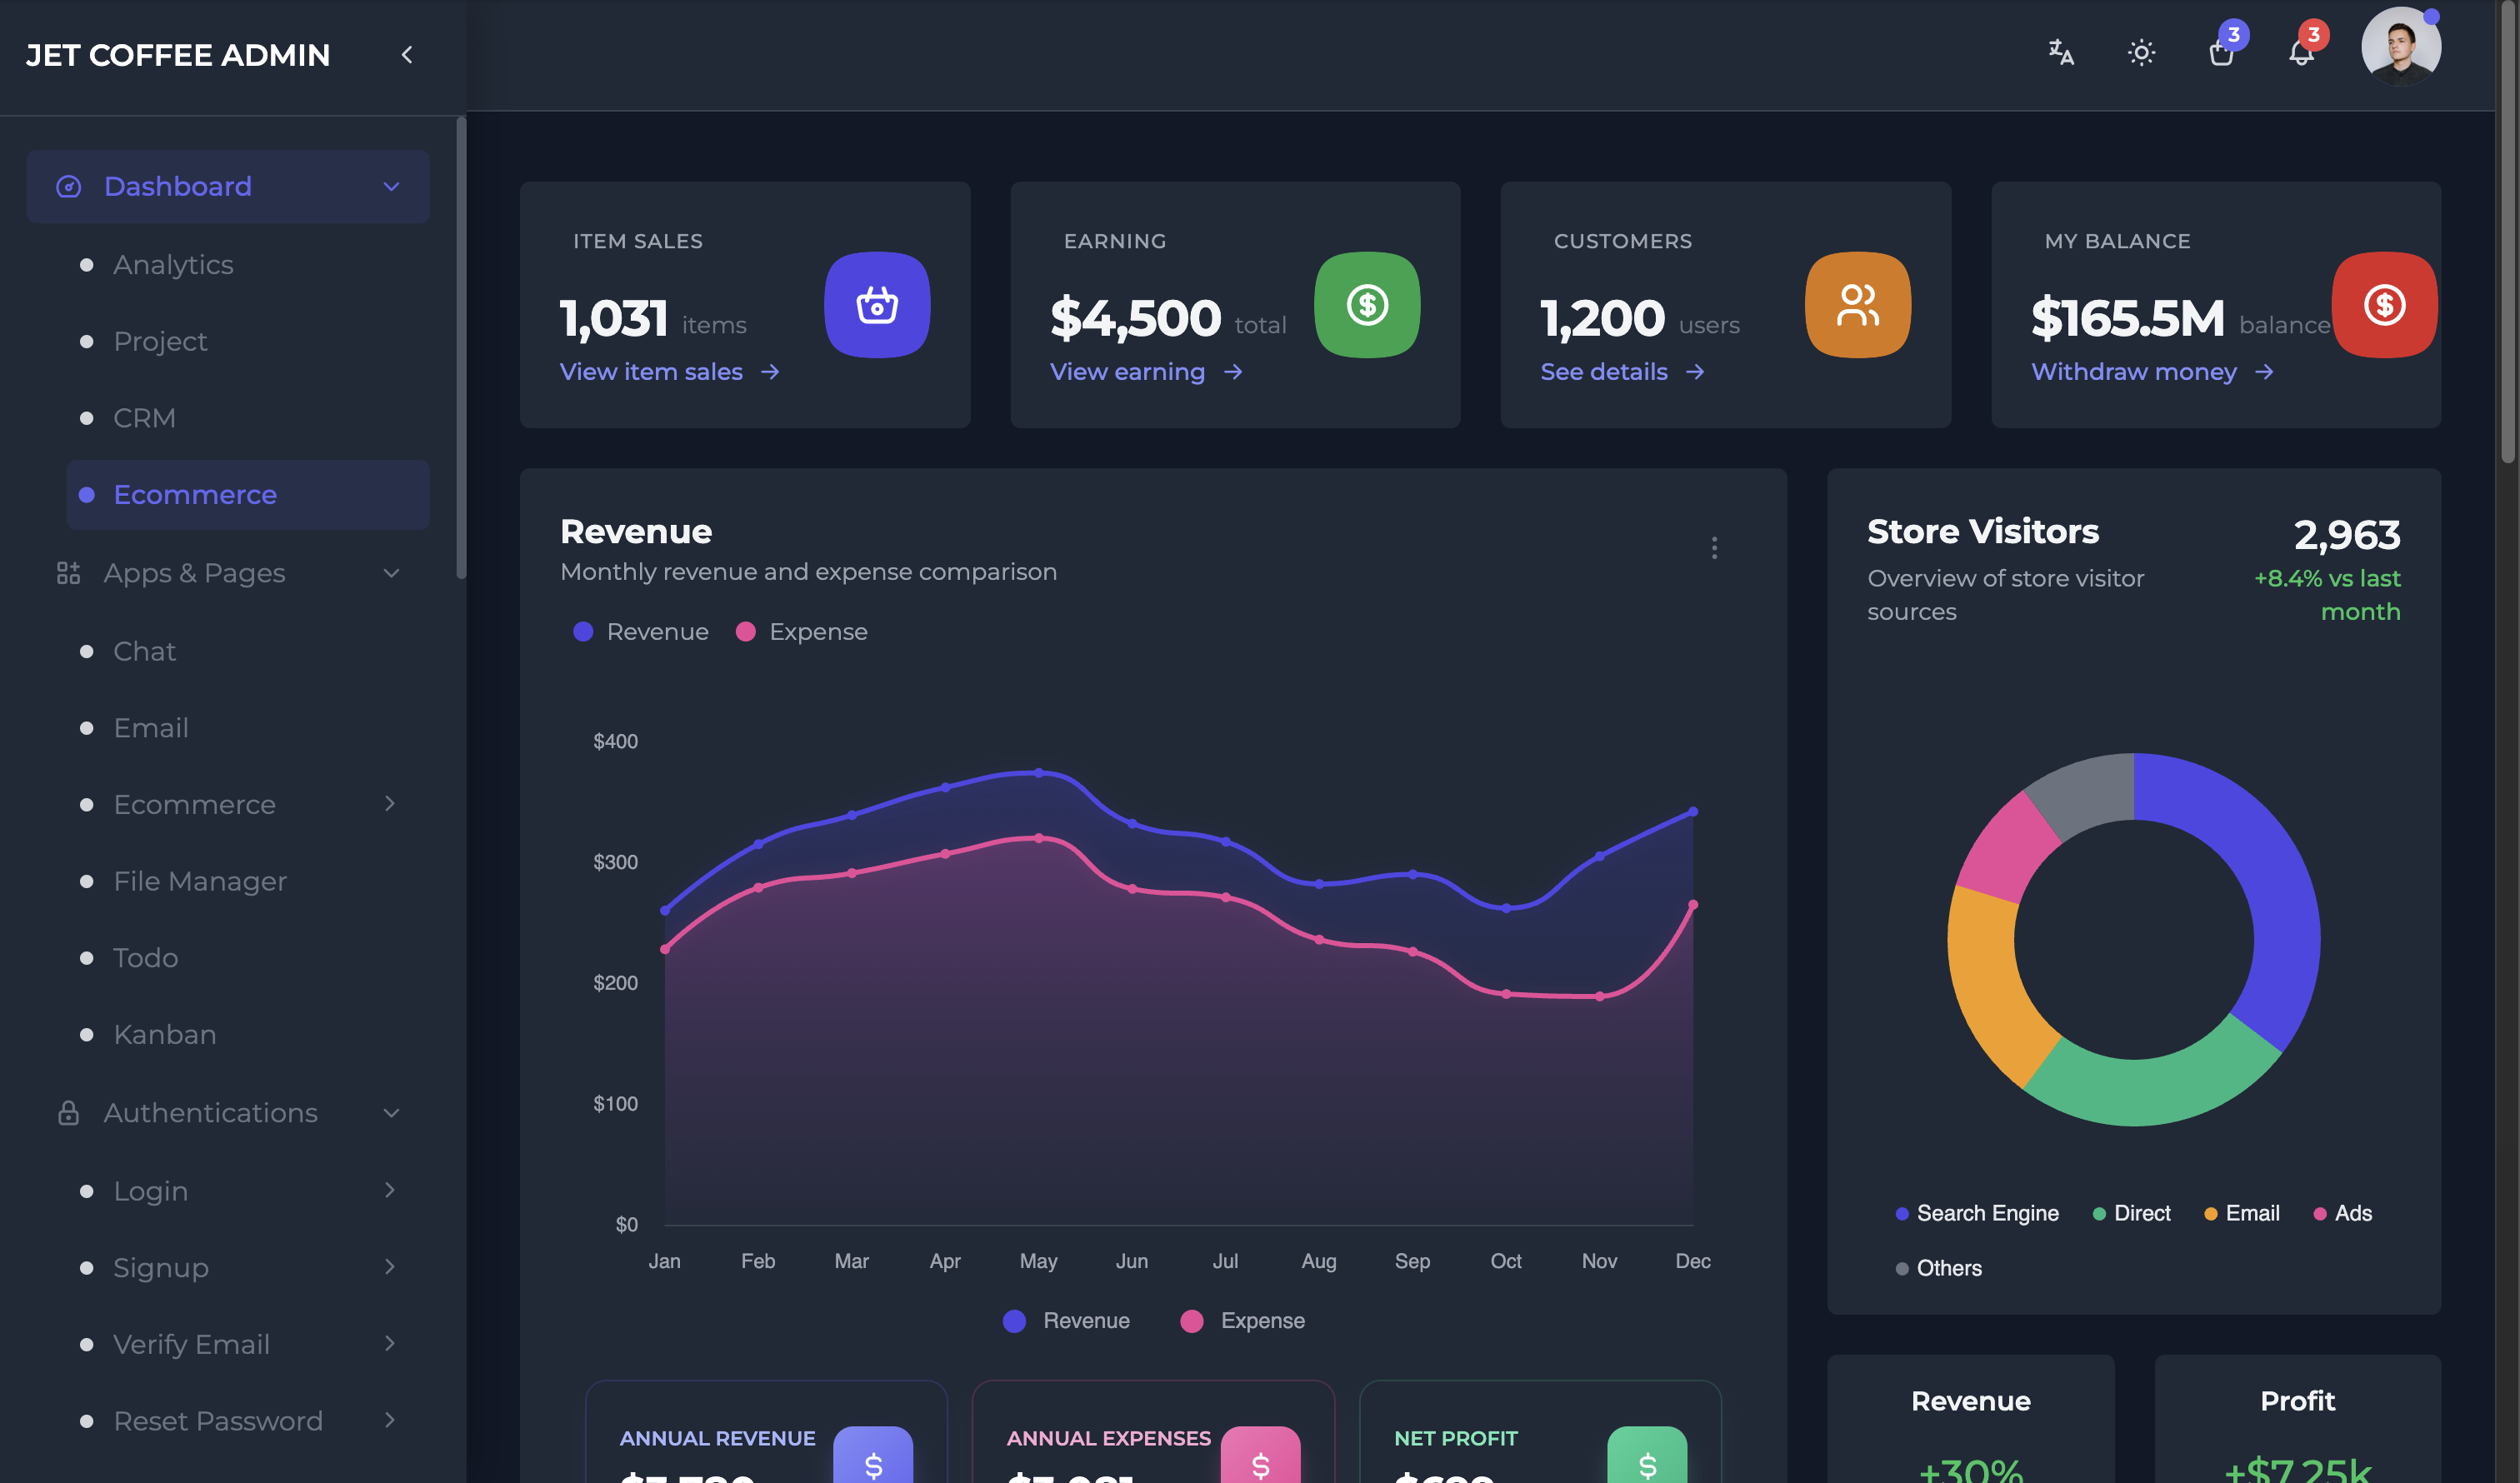 JET COFFEE ADMIN
3
3
Dashboard
Analytics
Project
CRM
Ecommerce
Apps & Pages
Chat
Email
Ecommerce
File Manager
Todo
Kanban
Authentications
Login
Signup
Verify Email
Reset Password
ITEM SALES
1,031 items
View item sales →
EARNING
$4,500 total
View earning →
CUSTOMERS
1,200 users
See details →
MY BALANCE
$165.5M balance
Withdraw money →
Revenue
Monthly revenue and expense comparison
Revenue Expense
$400
$300
$200
$100
$0
Jan Feb Mar Apr May Jun Jul Aug Sep Oct Nov Dec
Revenue Expense
ANNUAL REVENUE
$
ANNUAL EXPENSES
$
NET PROFIT
$
Store Visitors
2,963
Overview of store visitor
sources
+8.4% vs last
month
Search Engine Direct Email Ads
Others
Revenue
+30%
Profit
+$7.25k